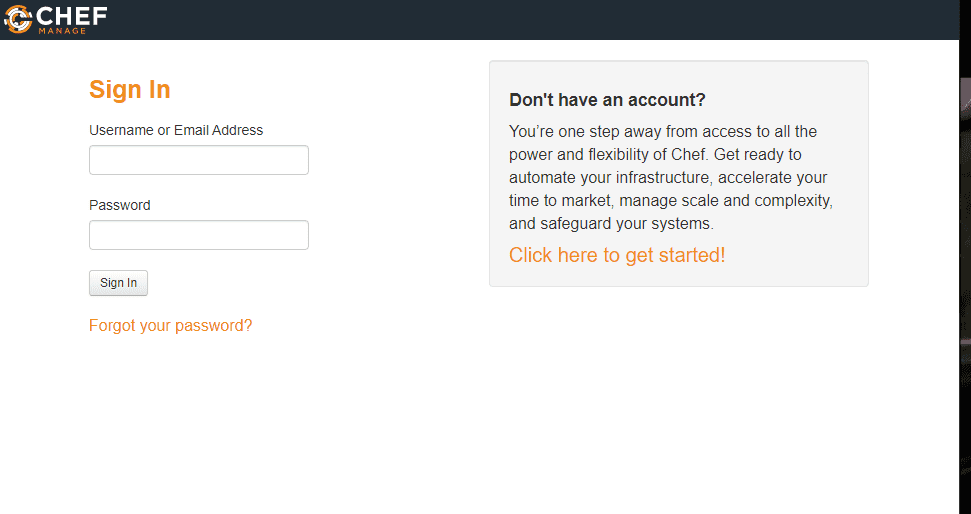 CHEF
MANAGE
Sign In
Username or Email Address
Password
Sign In
Forgot your password?
Don't have an account?
You’re one step away from access to all the
power and flexibility of Chef. Get ready to
automate your infrastructure, accelerate your
time to market, manage scale and complexity,
and safeguard your systems.
Click here to get started!